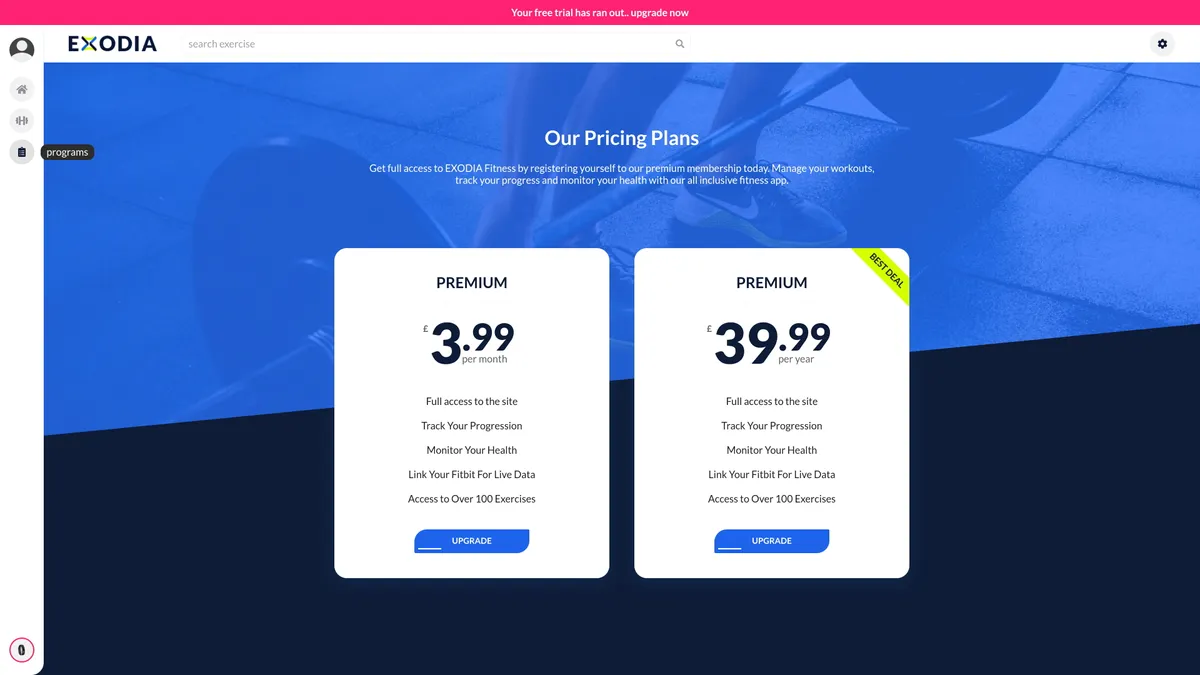 Your free trial has ran out.. upgrade now
EXODIA
search exercise
programs
Our Pricing Plans
Get full access to EXODIA Fitness by registering yourself to our premium membership today. Manage your workouts,
track your progress and monitor your health with our all inclusive fitness app.
PREMIUM
£3.99
per month
Full access to the site
Track Your Progression
Monitor Your Health
Link Your Fitbit For Live Data
Access to Over 100 Exercises
UPGRADE
BEST DEAL
PREMIUM
£39.99
per year
Full access to the site
Track Your Progression
Monitor Your Health
Link Your Fitbit For Live Data
Access to Over 100 Exercises
UPGRADE
0